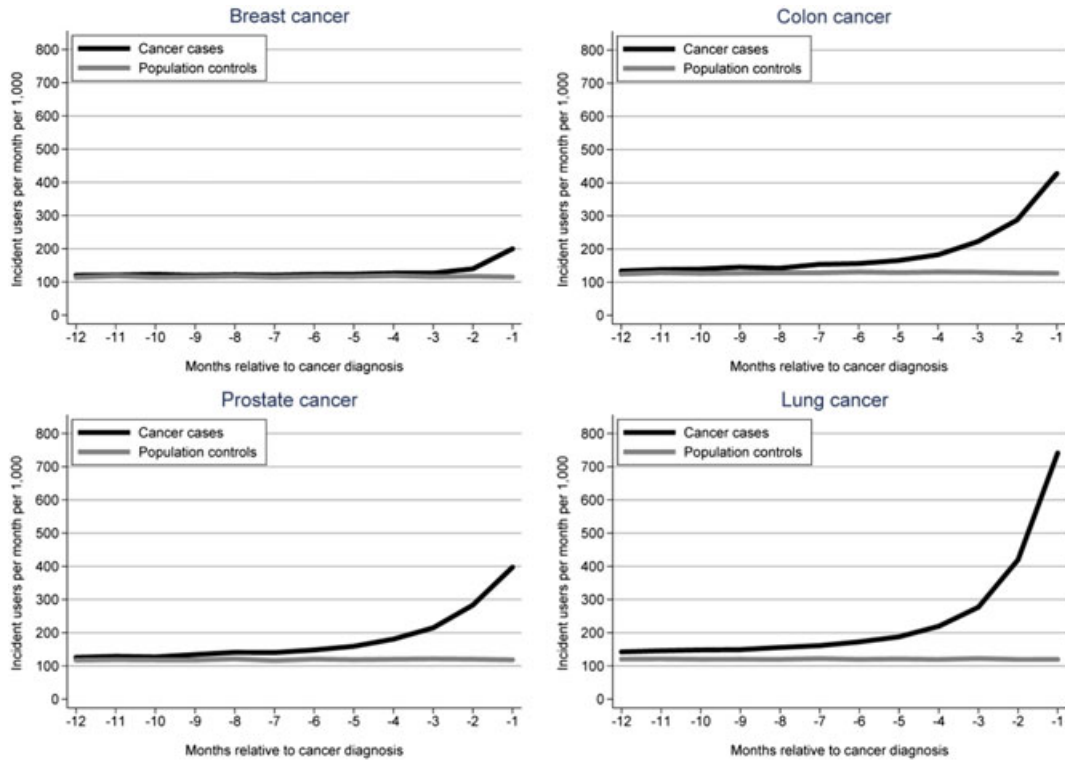 Breast cancer
Cancer cases
Population controls
Incident users per month per 1,000
800
700
600
500
400
300
200
100
0
-12 -11 -10 -9 -8 -7 -6 -5 -4 -3 -2 -1
Months relative to cancer diagnosis
Colon cancer
Cancer cases
Population controls
Incident users per month per 1,000
800
700
600
500
400
300
200
100
0
-12 -11 -10 -9 -8 -7 -6 -5 -4 -3 -2 -1
Months relative to cancer diagnosis
Prostate cancer
Cancer cases
Population controls
Incident users per month per 1,000
800
700
600
500
400
300
200
100
0
-12 -11 -10 -9 -8 -7 -6 -5 -4 -3 -2 -1
Months relative to cancer diagnosis
Lung cancer
Cancer cases
Population controls
Incident users per month per 1,000
800
700
600
500
400
300
200
100
0
-12 -11 -10 -9 -8 -7 -6 -5 -4 -3 -2 -1
Months relative to cancer diagnosis